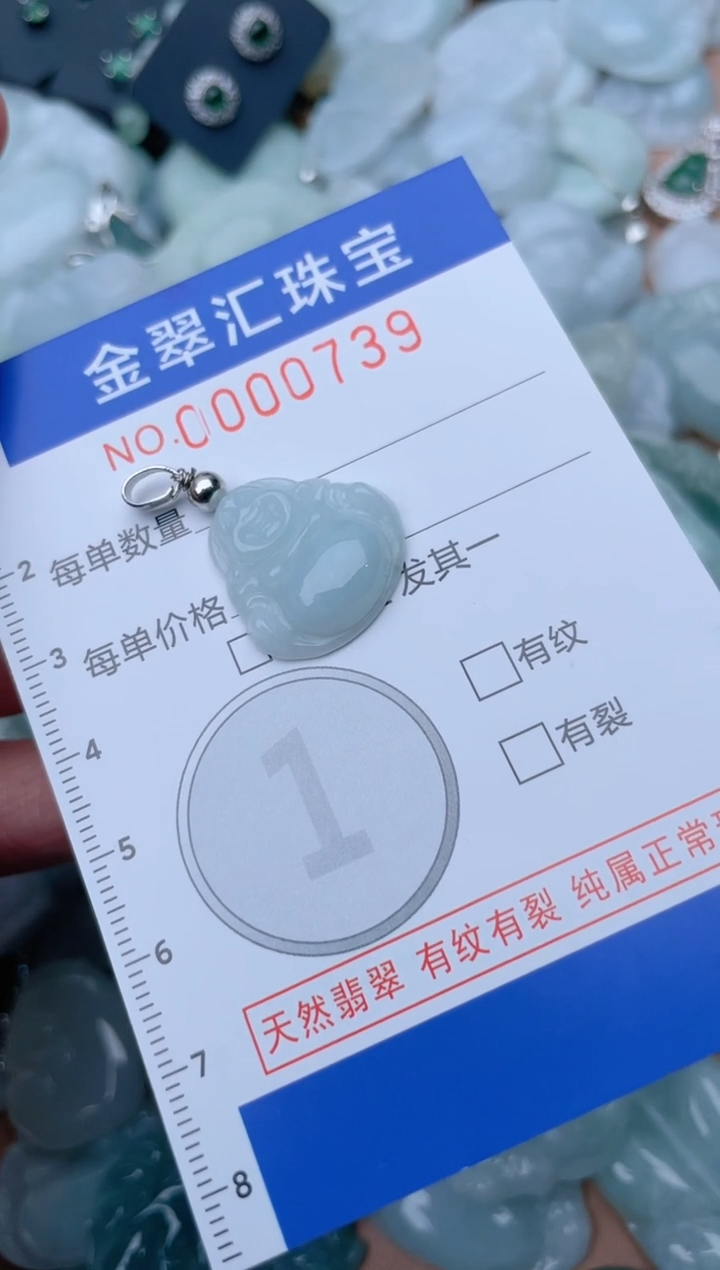 金翠汇珠宝
NO.0000739
每单数量
每单价格
发其一
有纹
有裂
1
天然翡翠 有纹有裂 纯属正常
2
3
4
5
6
7
8